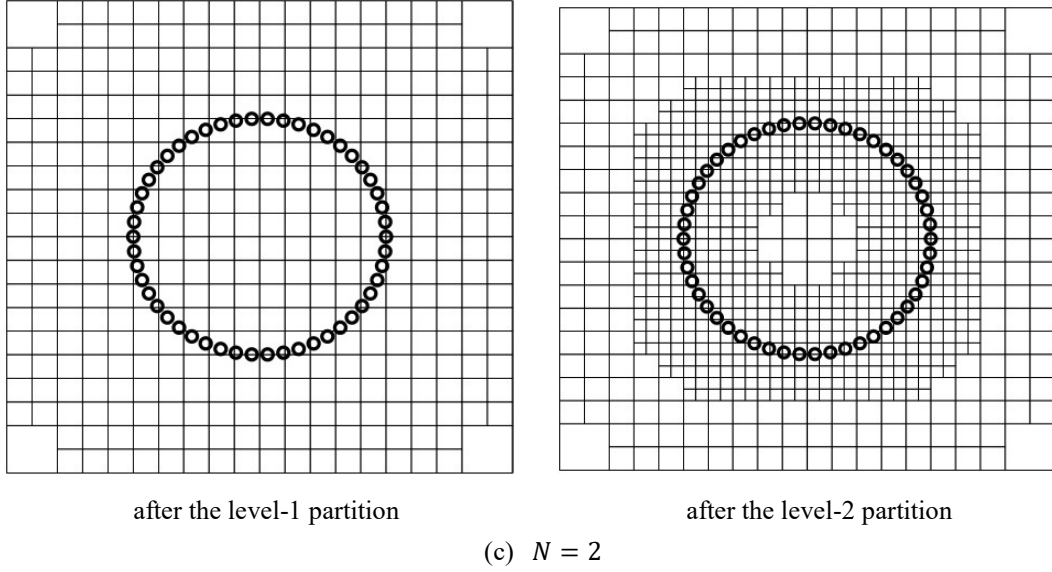 after the level-1 partition
after the level-2 partition
(c) N = 2